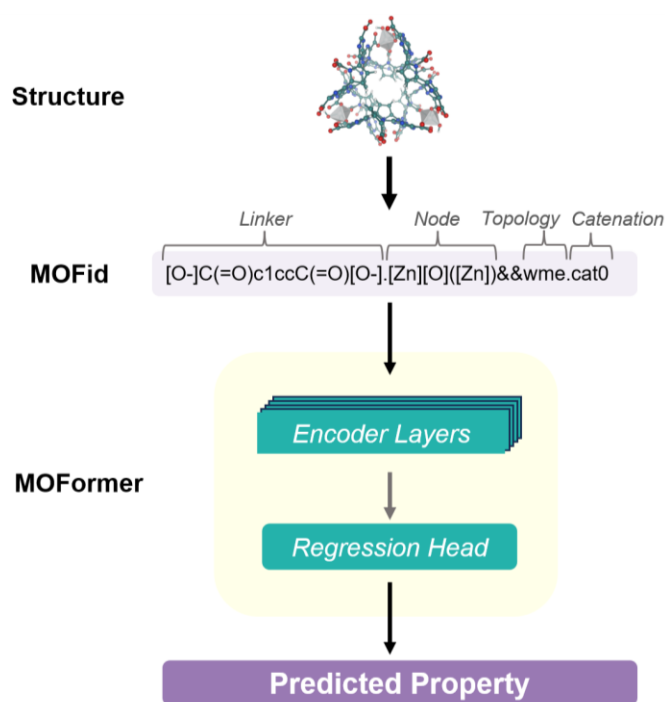 Structure
Linker Node Topology Catenation
MOFid [O-]C(=O)c1ccC(=O)[O-].[Zn][O]([Zn])&&wme.cat0
Encoder Layers
MOFormer
Regression Head
Predicted Property